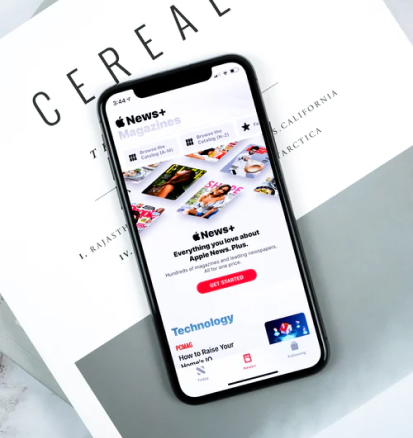 CEREAL
S, CALIFORNIA
ARCTICA
I. RAJASTH
IV.
3:44
News+
Magazines
Browse the
Catalog (A-M)
Browse the
Catalog (N-Z)
News+
Everything you love about
Apple News. Plus.
Hundreds of magazines and leading newspapers.
All for one price.
GET STARTED
Technology
PCMAG
How to Raise Your
Home's IQ
Today
News+
Following